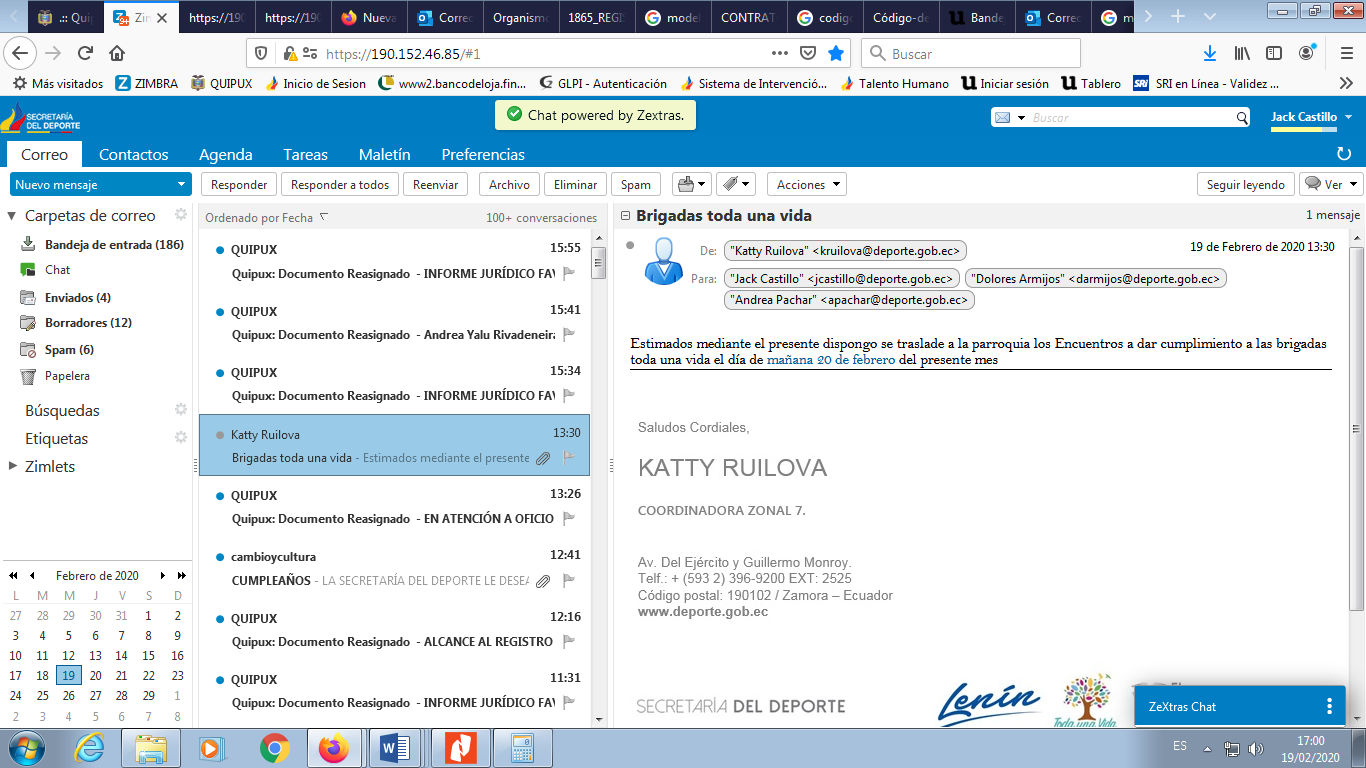 .:: Quip
Zim
https://190
https://190
Nueva
Correo
Organismo
1865_REGIS
mode
CONTRAT
codigo
Código-de
Bande
Correo
m
https://190.152.46.85/#1
Buscar
Más visitados
ZIMBRA
QUIPUX
Inicio de Sesion
www2.bancodeloja.fin...
GLPI - Autenticación
Sistema de Intervenció...
Talento Humano
Iniciar sesión
Tablero
SRI en Línea - Validez ...
SECRETARÍA
DEL DEPORTE
Chat powered by Zextras.
Buscar
Jack Castillo
Correo
Contactos
Agenda
Tareas
Maletín
Preferencias
Nuevo mensaje
Responder
Responder a todos
Reenviar
Archivo
Eliminar
Spam
Acciones
Seguir leyendo
Ver
Carpetas de correo
Bandeja de entrada (186)
Chat
Enviados (4)
Borradores (12)
Spam (6)
Papelera
Búsquedas
Etiquetas
Zimlets
Febrero de 2020
L M M J V S D
27 28 29 30 31 1 2
3 4 5 6 7 8 9
10 11 12 13 14 15 16
17 18 19 20 21 22 23
24 25 26 27 28 29 1
2 3 4 5 6 7 8
Ordenado por Fecha
100+ conversaciones
QUIPUX 15:55
Quipux: Documento Reasignado - INFORME JURÍDICO FAV
QUIPUX 15:41
Quipux: Documento Reasignado - Andrea Yalu Rivadeneira
QUIPUX 15:34
Quipux: Documento Reasignado - INFORME JURÍDICO FAV
Katty Ruilova 13:30
Brigadas toda una vida - Estimados mediante el presente
QUIPUX 13:26
Quipux: Documento Reasignado - EN ATENCIÓN A OFICIO
cambioycultura 12:41
CUMPLEAÑOS - LA SECRETARÍA DEL DEPORTE LE DESEA
QUIPUX 12:16
Quipux: Documento Reasignado - ALCANCE AL REGISTRO
QUIPUX 11:31
Quipux: Documento Reasignado - INFORME JURÍDICO FAV
Brigadas toda una vida
1 mensaje
De: "Katty Ruilova" <kruilova@deporte.gob.ec>
19 de Febrero de 2020 13:30
Para: "Jack Castillo" <jcastillo@deporte.gob.ec> "Dolores Armijos" <darmijos@deporte.gob.ec>
"Andrea Pachar" <apachar@deporte.gob.ec>
Estimados mediante el presente dispongo se traslade a la parroquia los Encuentros a dar cumplimiento a las brigadas
toda una vida el día de mañana 20 de febrero del presente mes
Saludos Cordiales,
KATTY RUILOVA
COORDINADORA ZONAL 7.
Av. Del Ejército y Guillermo Monroy.
Telf.: + (593 2) 396-9200 EXT: 2525
Código postal: 190102 / Zamora – Ecuador
www.deporte.gob.ec
SECRETARÍA DEL DEPORTE
Lenín
Toda una Vida
ZeXtras Chat
ES
17:00
19/02/2020